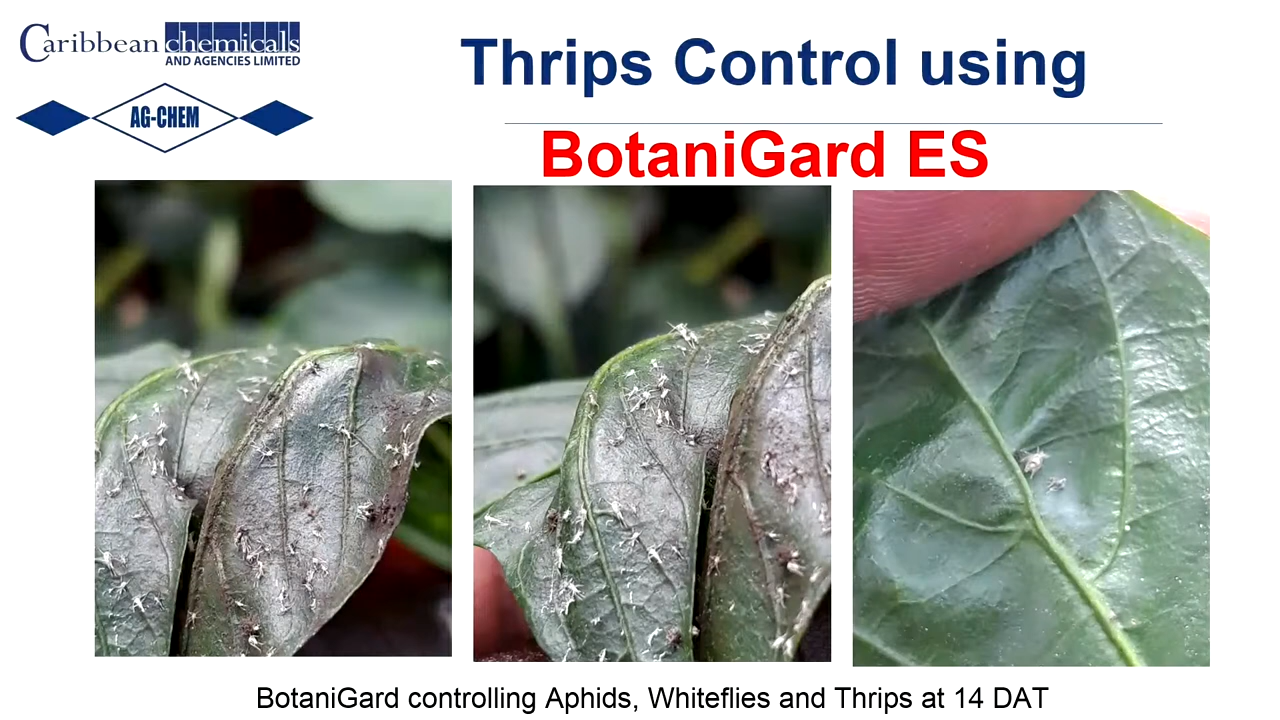 Caribbean chemicals
AND AGENCIES LIMITED
AG-CHEM
Thrips Control using
BotaniGard ES
BotaniGard controlling Aphids, Whiteflies and Thrips at 14 DAT